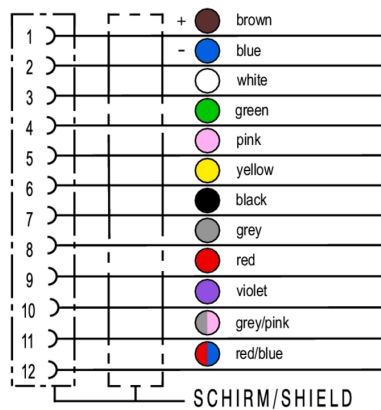 + brown
1
- blue
2
white
3
green
4
pink
5
yellow
6
black
7
grey
8
red
9
violet
10
grey/pink
11
red/blue
12
SCHIRM/SHIELD